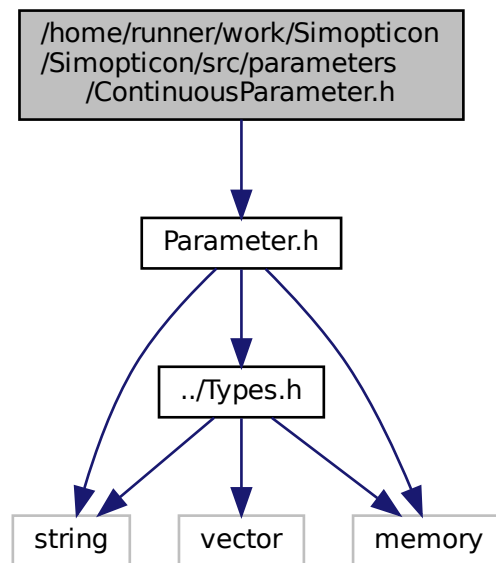 /home/runner/work/Simopticon
/Simopticon/src/parameters
/ContinuousParameter.h
Parameter.h
../Types.h
string
vector
memory